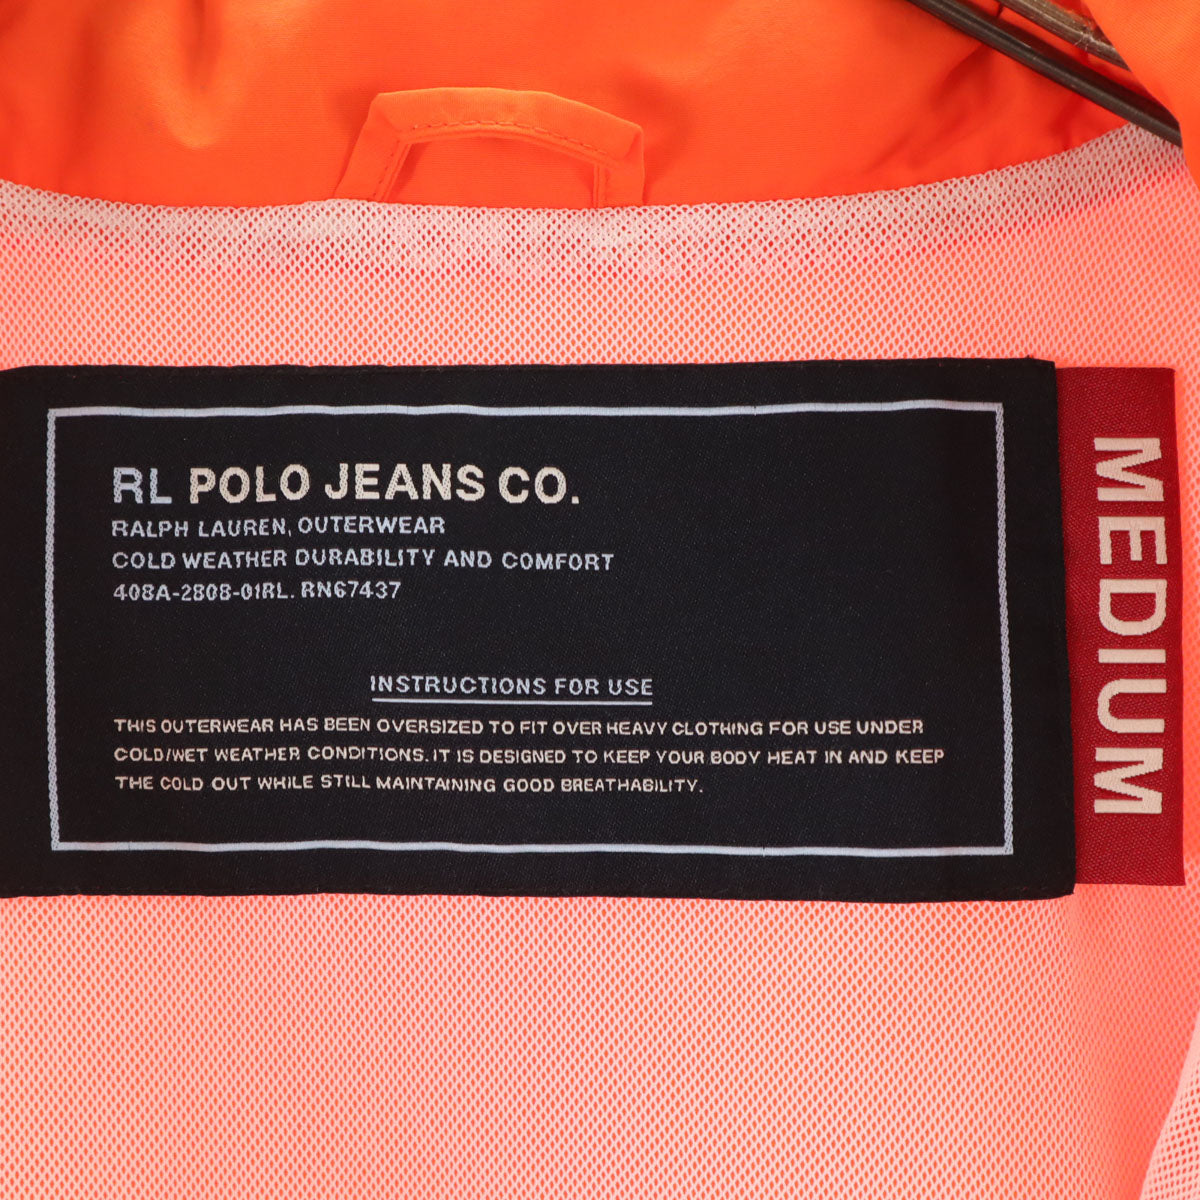 RL POLO JEANS CO.
RALPH LAUREN, OUTERWEAR
COLD WEATHER DURABILITY AND COMFORT
408A-2808-01RL. RN67437
INSTRUCTIONS FOR USE
THIS OUTERWEAR HAS BEEN OVERSIZED TO FIT OVER HEAVY CLOTHING FOR USE UNDER
COLD/WET WEATHER CONDITIONS. IT IS DESIGNED TO KEEP YOUR BODY HEAT IN AND KEEP
THE COLD OUT WHILE STILL MAINTAINING GOOD BREATHABILITY.
MEDIUM